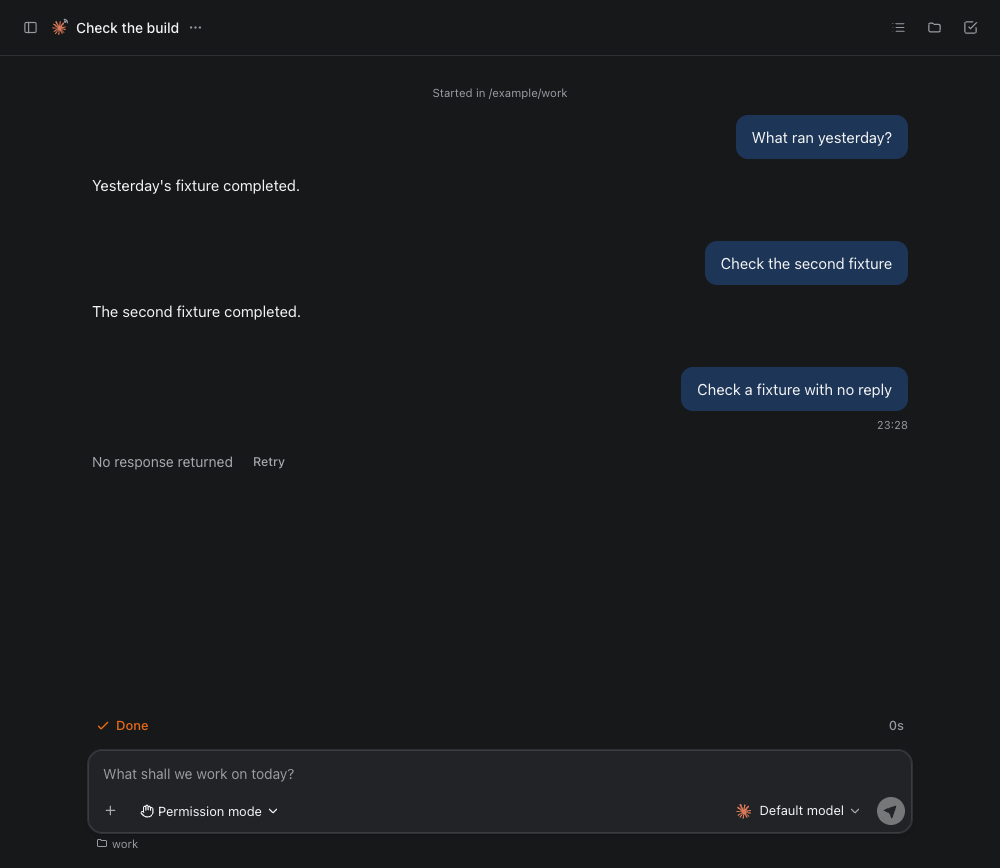 Check the build
Started in /example/work
What ran yesterday?
Yesterday's fixture completed.
Check the second fixture
The second fixture completed.
Check a fixture with no reply
23:28
No response returned Retry
Done 0s
What shall we work on today?
Permission mode Default model
work